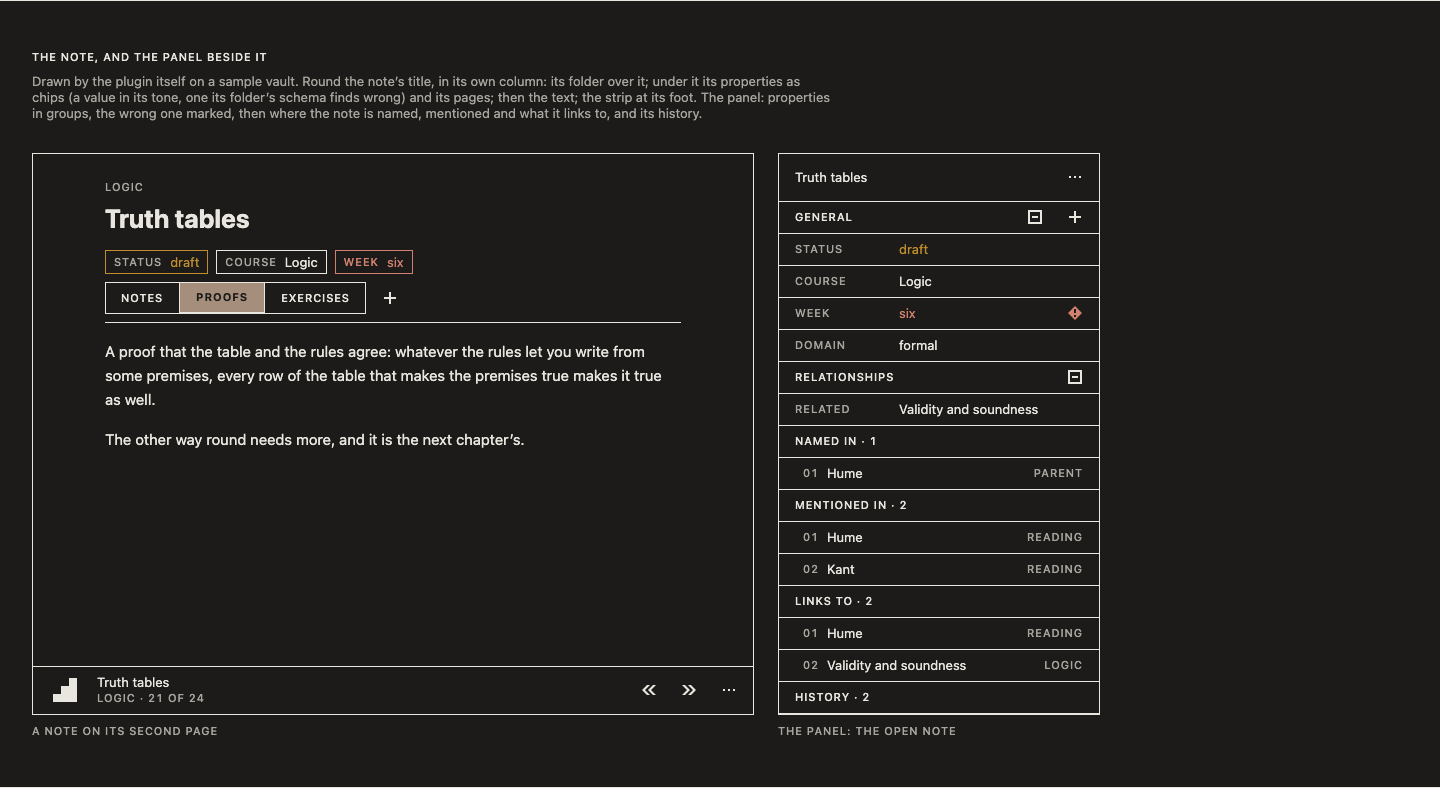 THE NOTE, AND THE PANEL BESIDE IT
Drawn by the plugin itself on a sample vault. Round the note’s title, in its own column: its folder over it; under it its properties as
chips (a value in its tone, one its folder’s schema finds wrong) and its pages; then the text; the strip at its foot. The panel: properties
in groups, the wrong one marked, then where the note is named, mentioned and what it links to, and its history.
LOGIC
Truth tables
STATUS draft COURSE Logic WEEK six
NOTES PROOFS EXERCISES +
A proof that the table and the rules agree: whatever the rules let you write from
some premises, every row of the table that makes the premises true makes it true
as well.
The other way round needs more, and it is the next chapter’s.
Truth tables
LOGIC · 21 OF 24
A NOTE ON ITS SECOND PAGE
Truth tables
GENERAL
STATUS draft
COURSE Logic
WEEK six
DOMAIN formal
RELATIONSHIPS
RELATED Validity and soundness
NAMED IN · 1
01 Hume PARENT
MENTIONED IN · 2
01 Hume READING
02 Kant READING
LINKS TO · 2
01 Hume READING
02 Validity and soundness LOGIC
HISTORY · 2
THE PANEL: THE OPEN NOTE